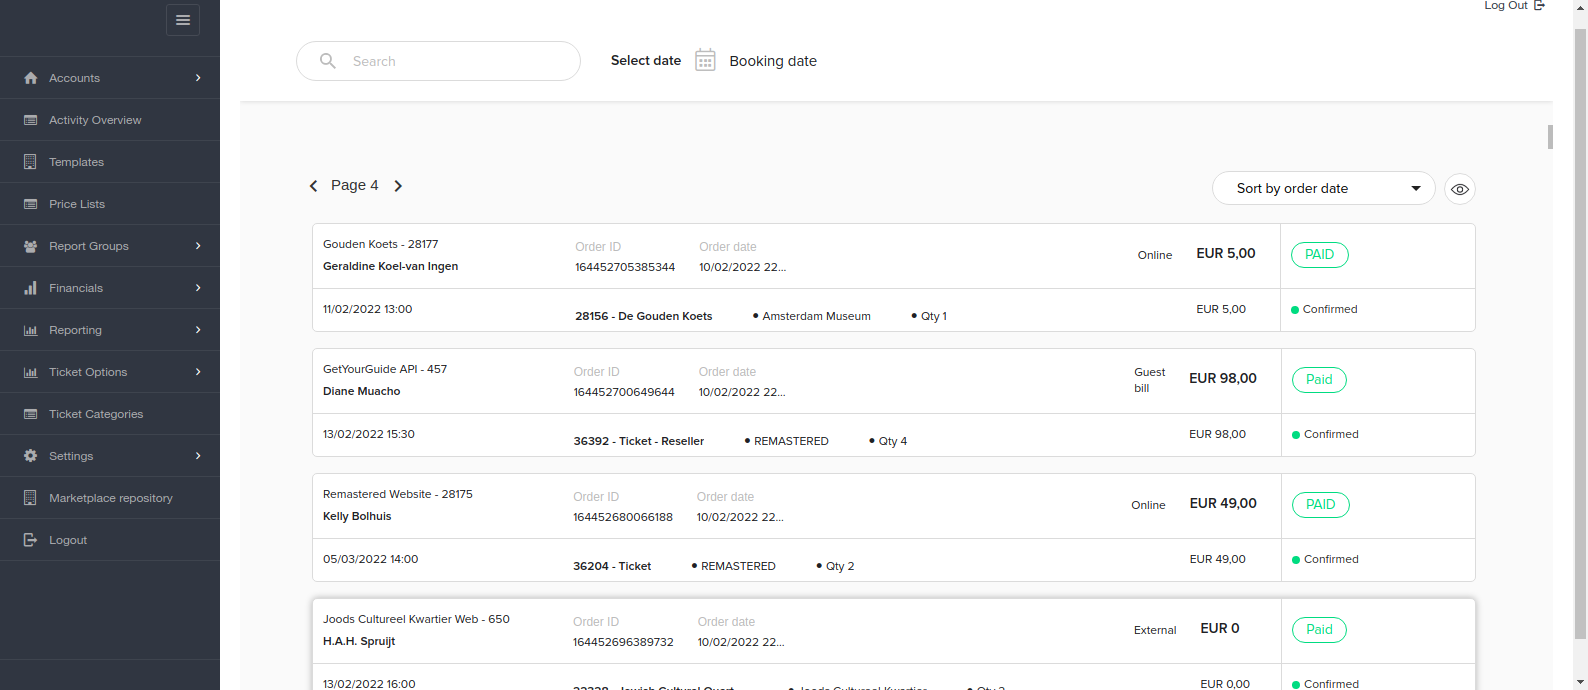 Log Out
Search
Select date
Booking date
Accounts
Activity Overview
Templates
Price Lists
Report Groups
Financials
Reporting
Ticket Options
Ticket Categories
Settings
Marketplace repository
Logout
Page 4
Sort by order date
Gouden Koets - 28177
Geraldine Koel-van Ingen
Order ID
164452705385344
Order date
10/02/2022 22...
Online
EUR 5,00
PAID
11/02/2022 13:00
28156 - De Gouden Koets
• Amsterdam Museum
• Qty 1
EUR 5,00
Confirmed
GetYourGuide API - 457
Diane Muacho
Order ID
164452700649644
Order date
10/02/2022 22...
Guest
bill
EUR 98,00
Paid
13/02/2022 15:30
36392 - Ticket - Reseller
• REMASTERED
• Qty 4
EUR 98,00
Confirmed
Remastered Website - 28175
Kelly Bolhuis
Order ID
164452680066188
Order date
10/02/2022 22...
Online
EUR 49,00
PAID
05/03/2022 14:00
36204 - Ticket
• REMASTERED
• Qty 2
EUR 49,00
Confirmed
Joods Cultureel Kwartier Web - 650
H.A.H. Spruijt
Order ID
164452696389732
Order date
10/02/2022 22...
External
EUR 0
Paid
13/02/2022 16:00
EUR 0,00
Confirmed